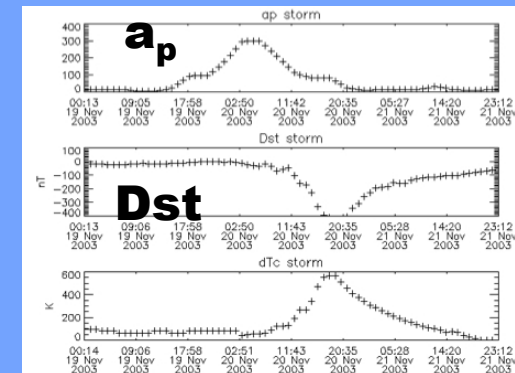 ap storm
ap
400
300
200
100
0
00:13 09:05 17:58 02:50 11:42 20:35 05:27 14:20 23:12
19 Nov 19 Nov 19 Nov 20 Nov 20 Nov 20 Nov 21 Nov 21 Nov 21 Nov
2003 2003 2003 2003 2003 2003 2003 2003 2003
Dst storm
Dst
nT
100
0
-100
-200
-300
-400
00:13 09:05 17:58 02:50 11:42 20:35 05:27 14:20 23:12
19 Nov 19 Nov 19 Nov 20 Nov 20 Nov 20 Nov 21 Nov 21 Nov 21 Nov
2003 2003 2003 2003 2003 2003 2003 2003 2003
dTc storm
K
600
400
200
0
00:14 09:06 17:58 02:51 11:43 20:35 05:28 14:20 23:12
19 Nov 19 Nov 19 Nov 20 Nov 20 Nov 20 Nov 21 Nov 21 Nov 21 Nov
2003 2003 2003 2003 2003 2003 2003 2003 2003